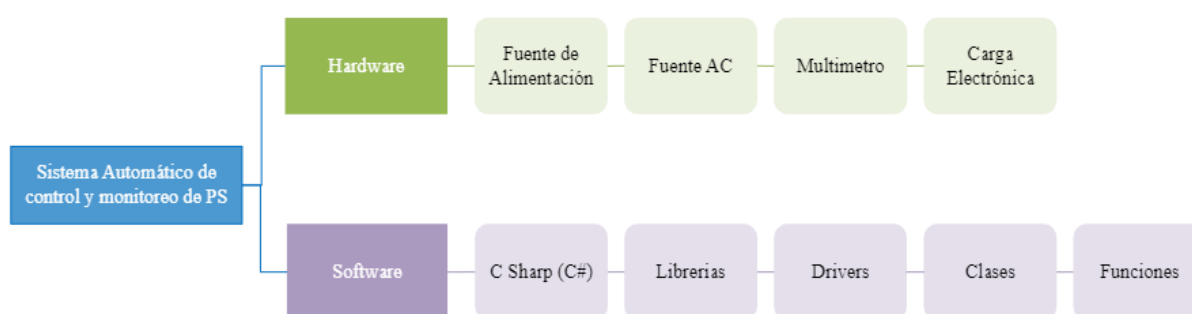 Sistema Automático de
control y monitoreo de PS
Hardware
Fuente de
Alimentación
Fuente AC
Multimetro
Carga
Electrónica
Software
C Sharp (C#)
Librerias
Drivers
Clases
Funciones